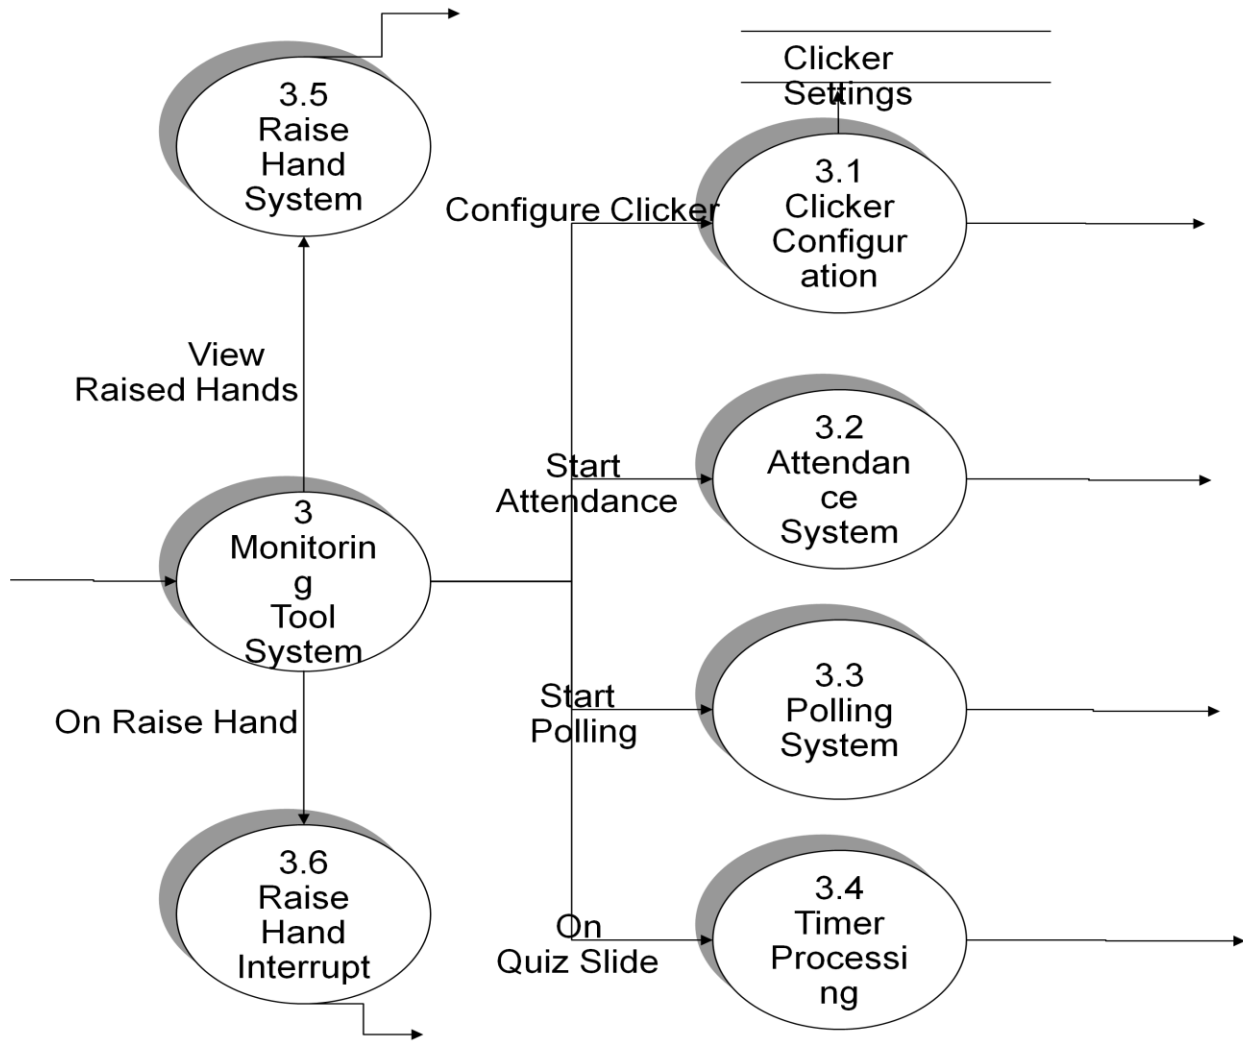 Clicker
Settings
3.5
Raise
Hand
System
3.1
Clicker
Configur
ation
Configure Clicker
View
Raised Hands
3.2
Attendan
ce
System
Start
Attendance
3
Monitorin
g
Tool
System
3.3
Polling
System
Start
Polling
On Raise Hand
3.6
Raise
Hand
Interrupt
On
Quiz Slide
3.4
Timer
Processi
ng